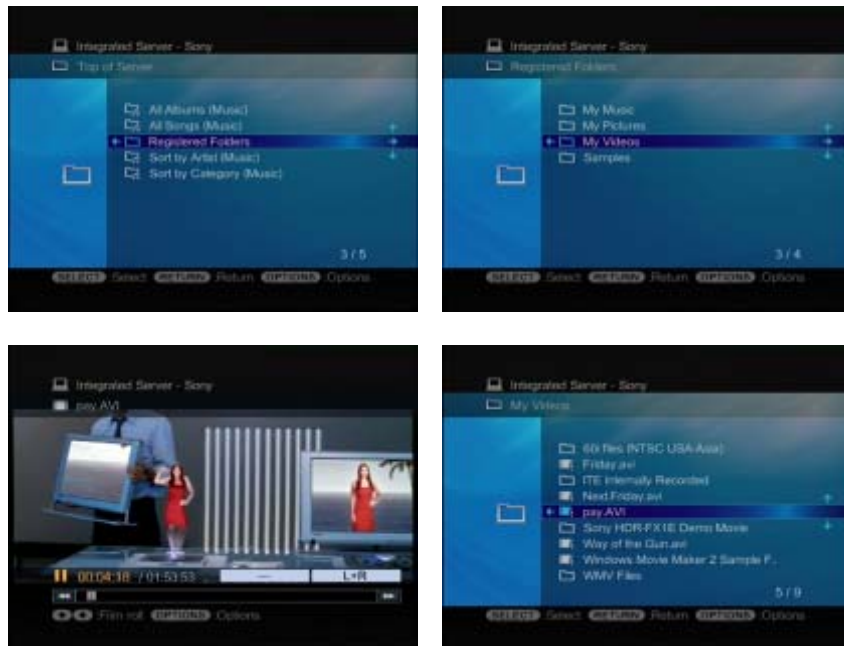 Integrated Server - Sony
Top of Server
All Albums (Music)
All Songs (Music)
Registered Folders
Sort by Artist (Music)
Sort by Category (Music)
3 / 5
SELECT :Select RETURN :Return OPTIONS :Options
Integrated Server - Sony
Registered Folders
My Music
My Pictures
My Videos
Samples
3 / 4
SELECT :Select RETURN :Return OPTIONS :Options
Integrated Server - Sony
pay.AVI
00:04:18 / 01:53:53 --- L+R
:Film roll OPTIONS :Options
Integrated Server - Sony
My Videos
60i files (NTSC USA-Asia)
Friday.avi
ITE Internally Recorded
Next Friday.avi
pay.AVI
Sony HDR-FX1E Demo Movie
Way of the Gun.avi
Windows Movie Maker 2 Sample F..
WMV Files
5 / 9
SELECT :Select RETURN :Return OPTIONS :Options